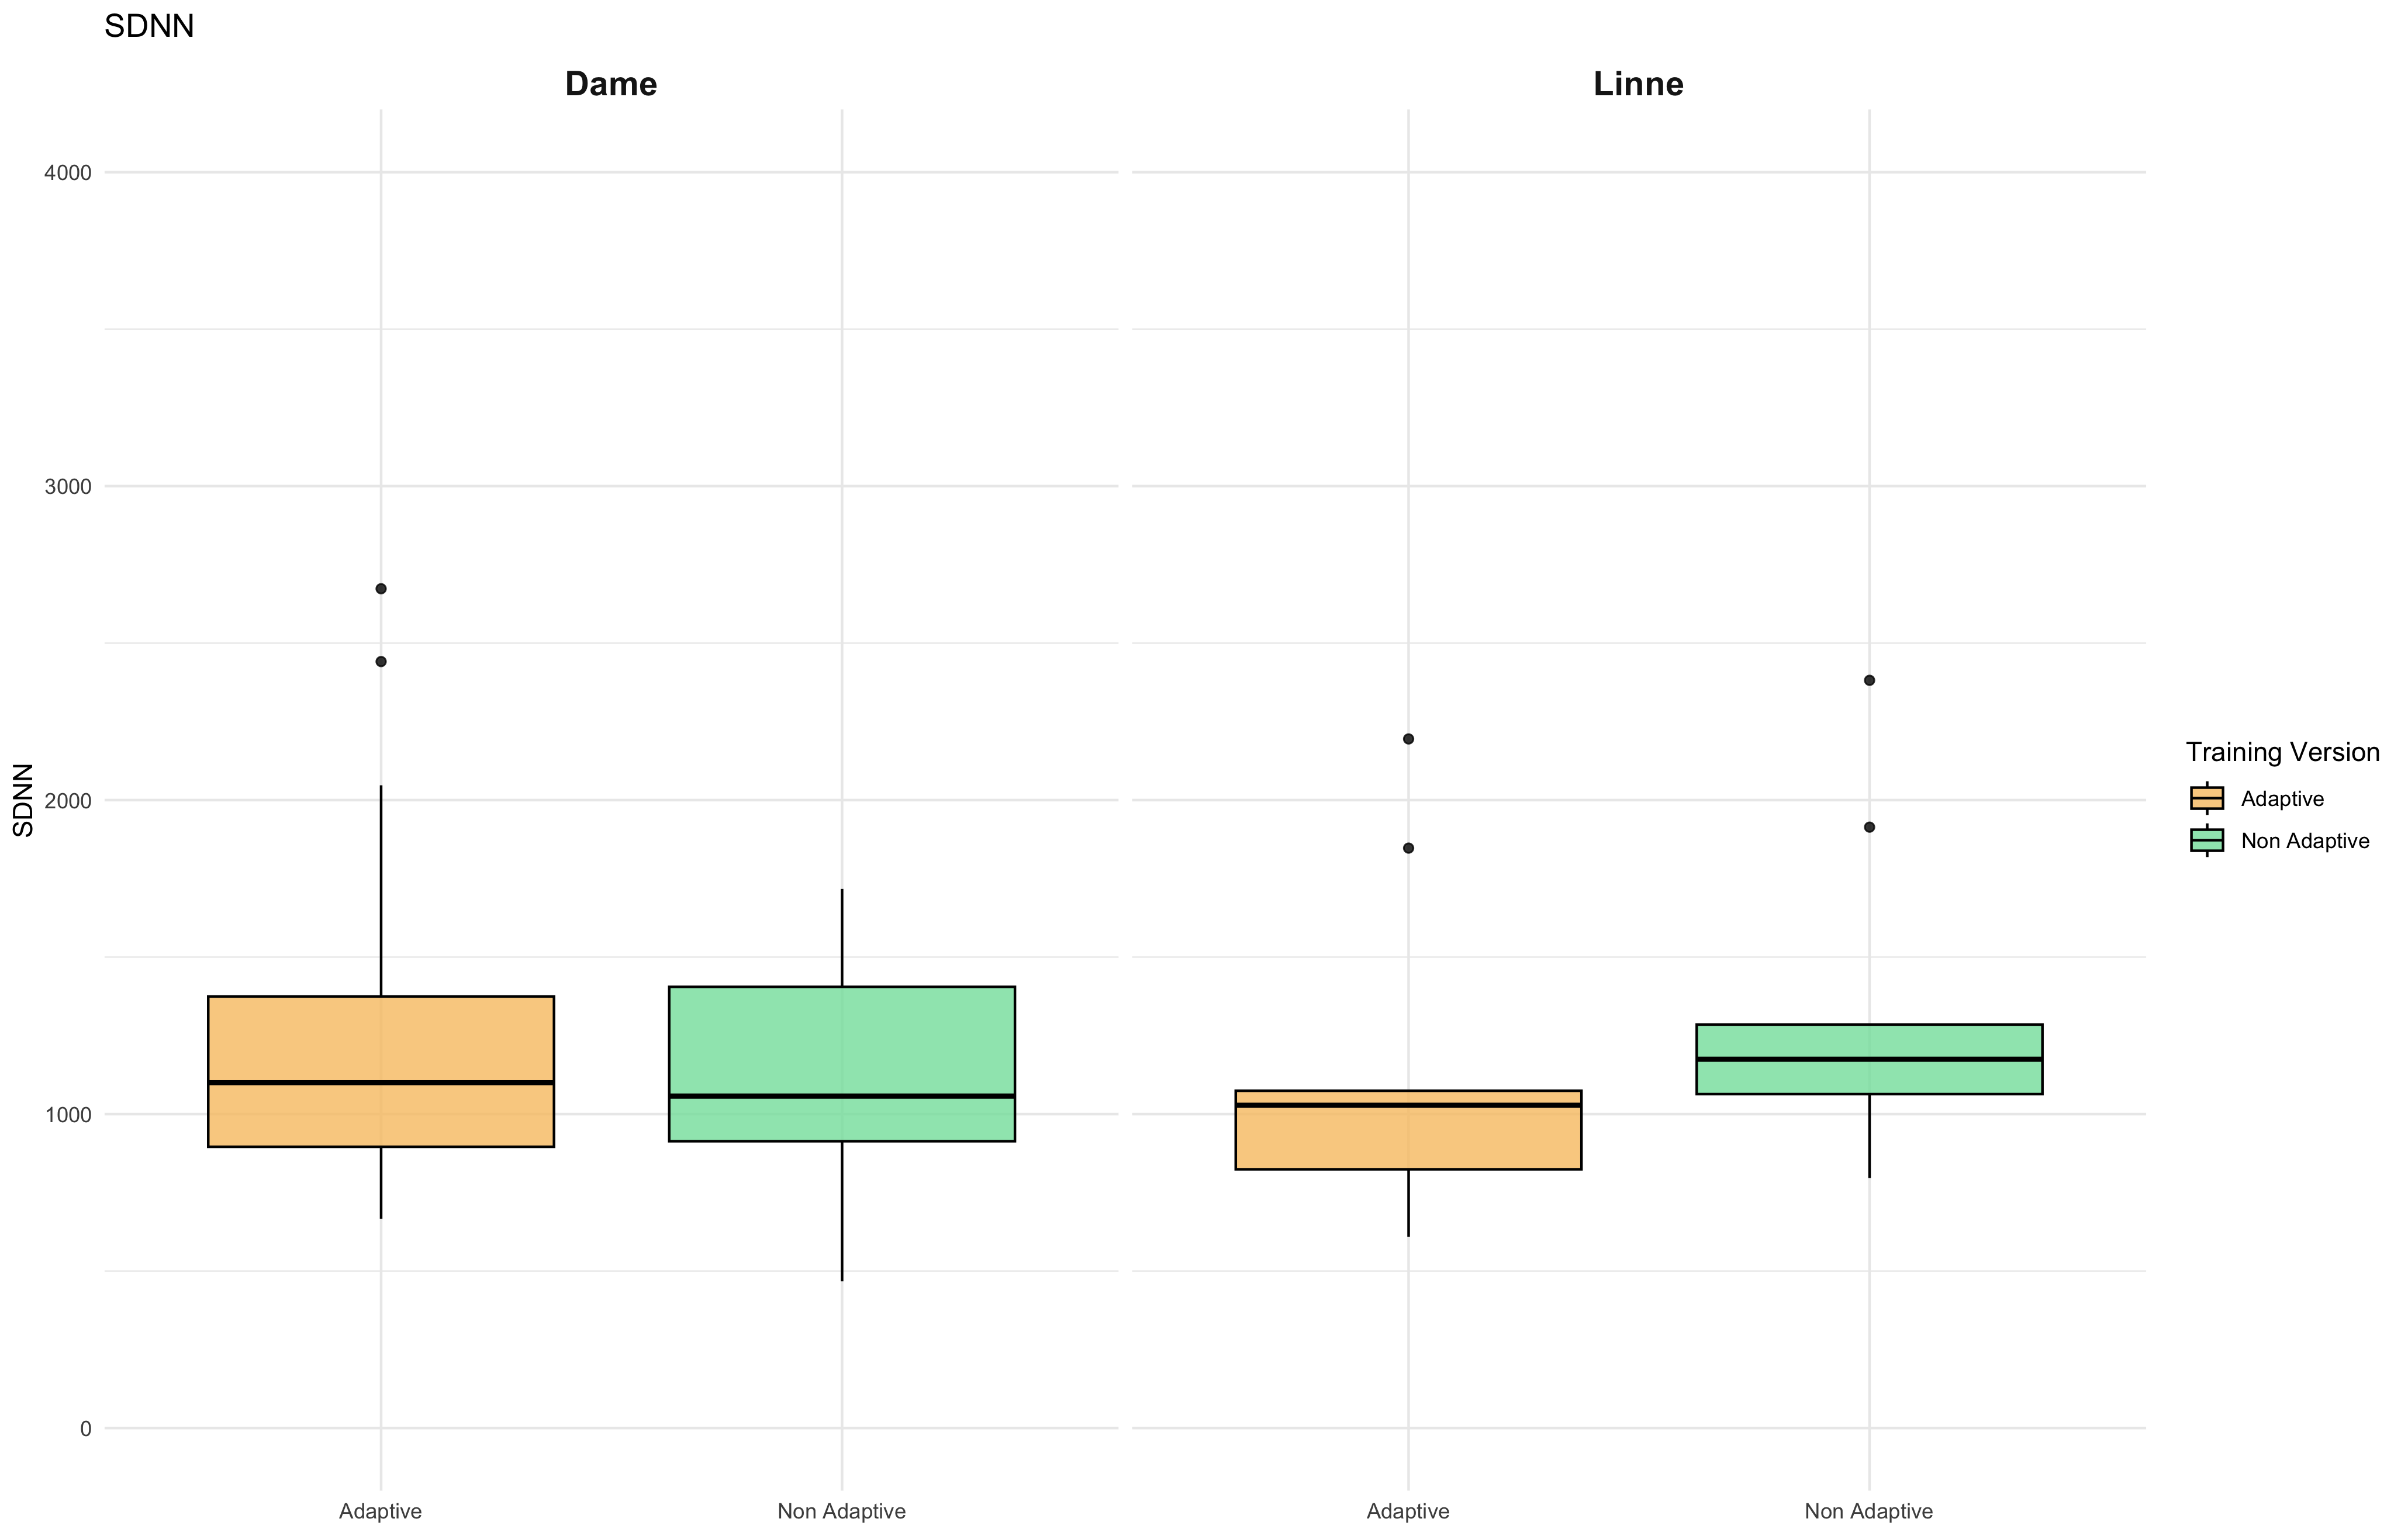 SDNN
Dame
Linne
4000
3000
2000
1000
0
SDNN
Adaptive
Non Adaptive
Adaptive
Non Adaptive
Training Version
Adaptive
Non Adaptive